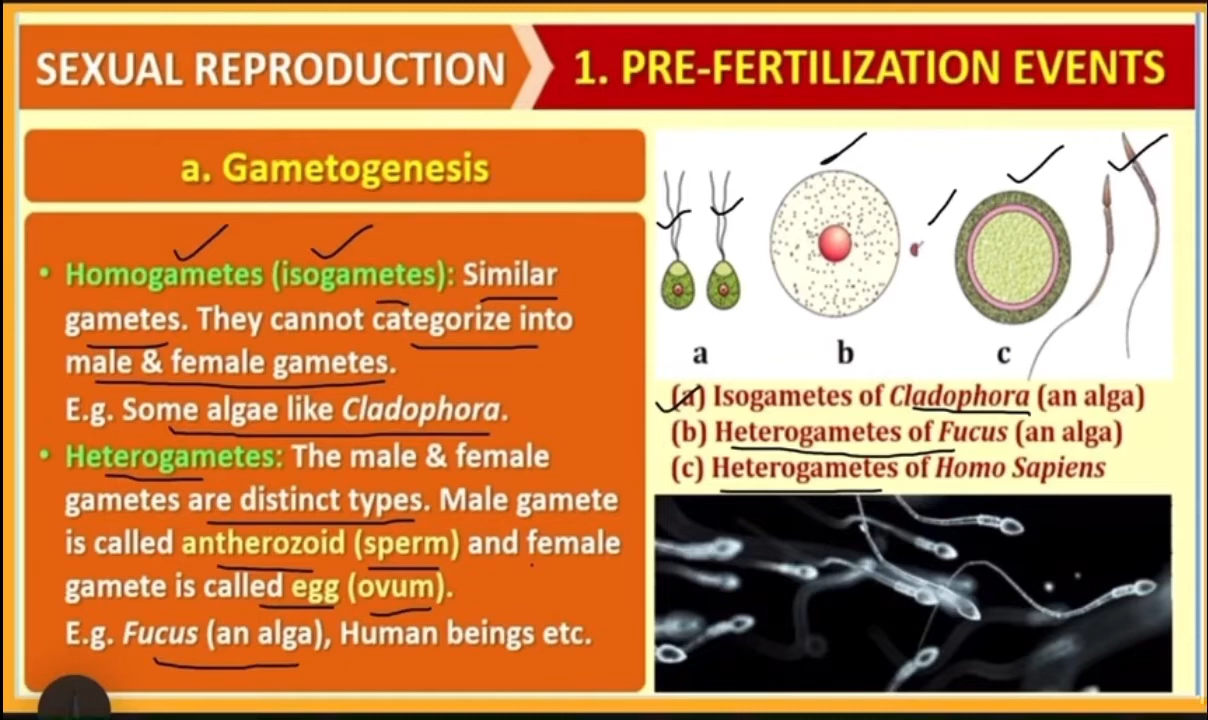 SEXUAL REPRODUCTION
1. PRE-FERTILIZATION EVENTS
a. Gametogenesis
• Homogametes (isogametes): Similar
gametes. They cannot categorize into
male & female gametes.
E.g. Some algae like Cladophora.
• Heterogametes: The male & female
gametes are distinct types. Male gamete
is called antherozoid (sperm) and female
gamete is called egg (ovum).
E.g. Fucus (an alga), Human beings etc.
a b c
(a) Isogametes of Cladophora (an alga)
(b) Heterogametes of Fucus (an alga)
(c) Heterogametes of Homo Sapiens